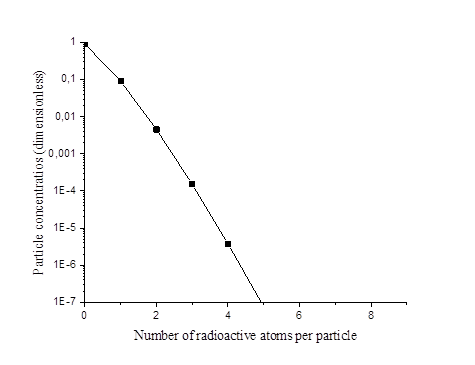 Particle concentratios (dimensionless)
1
0,1
0,01
0,001
1E-4
1E-5
1E-6
1E-7
0 2 4 6 8
Number of radioactive atoms per particle